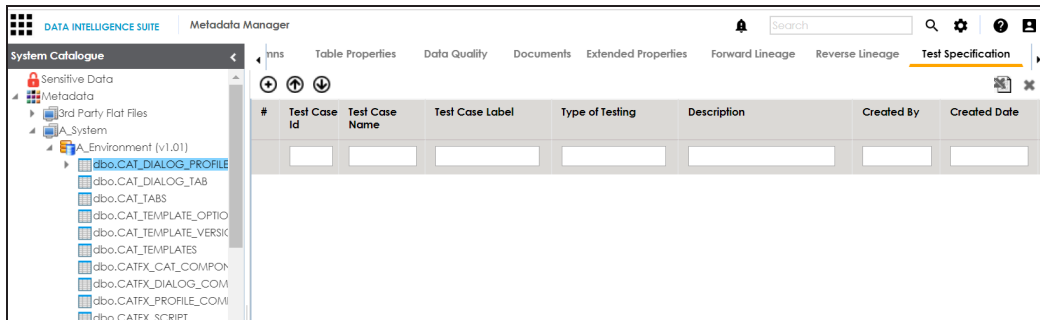 DATA INTELLIGENCE SUITE Metadata Manager Search
System Catalogue
mns Table Properties Data Quality Documents Extended Properties Forward Lineage Reverse Lineage Test Specification
Sensitive Data
Metadata
3rd Party Flat Files
A_System
A_Environment (v1.01)
dbo.CAT_DIALOG_PROFILE
dbo.CAT_DIALOG_TAB
dbo.CAT_TABS
dbo.CAT_TEMPLATE_OPTIO
dbo.CAT_TEMPLATE_VERSIC
dbo.CAT_TEMPLATES
dbo.CATFX_CAT_COMPON
dbo.CATFX_DIALOG_COM
dbo.CATFX_PROFILE_COMI
dbo.CATFX_SCRIPT
# Test Case Id Test Case Name Test Case Label Type of Testing Description Created By Created Date